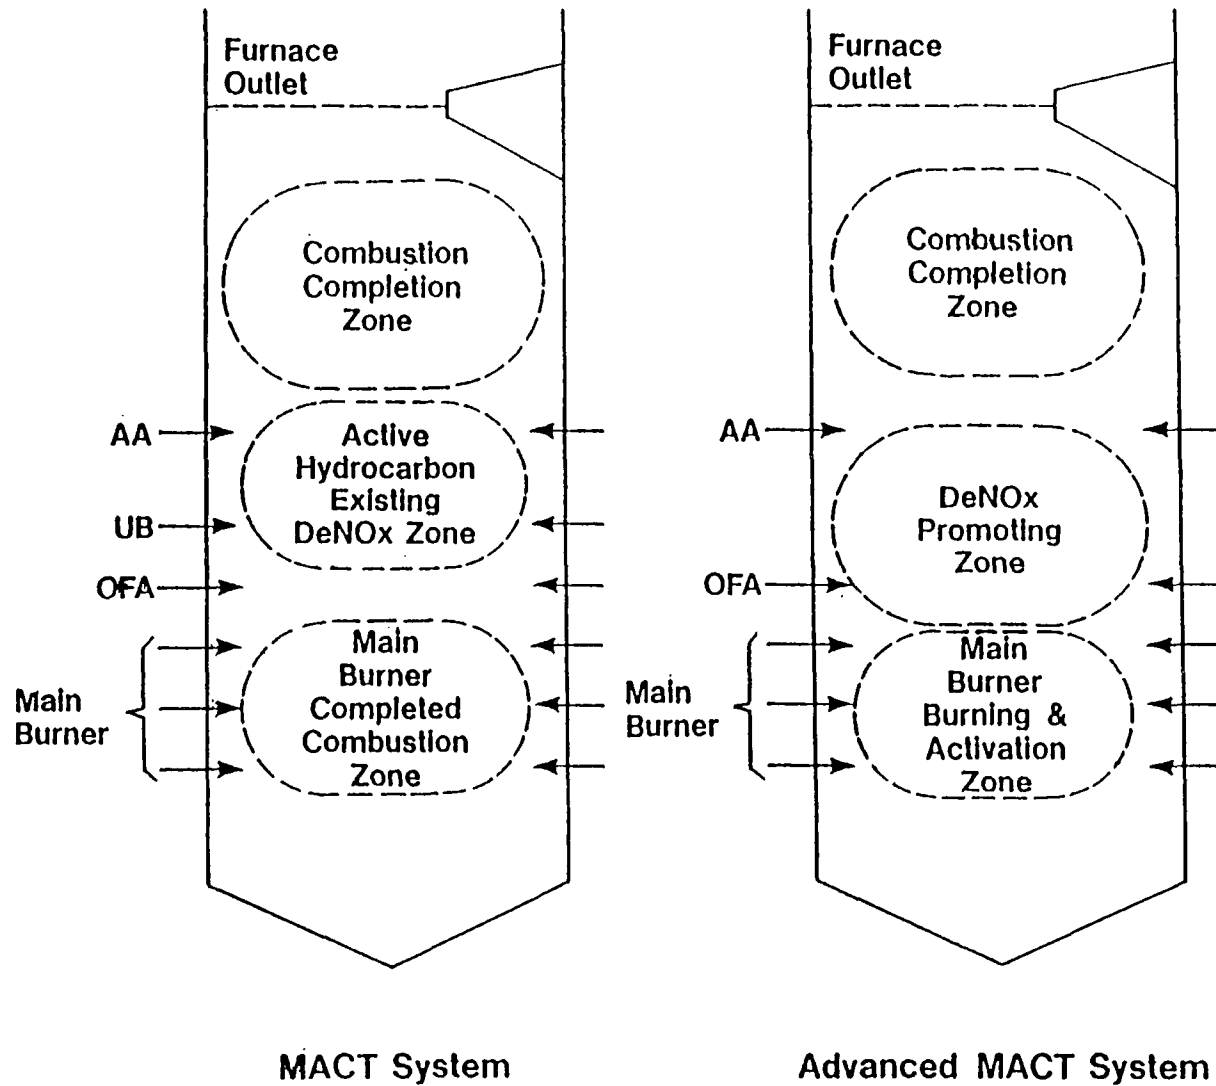 Furnace
Outlet
Combustion
Completion
Zone
AA
Active
Hydrocarbon
Existing
DeNOx Zone
UB
OFA
Main
Burner
Main
Burner
Completed
Combustion
Zone
MACT System
Furnace
Outlet
Combustion
Completion
Zone
AA
DeNOx
Promoting
Zone
OFA
Main
Burner
Main
Burner
Burning &
Activation
Zone
Advanced MACT System